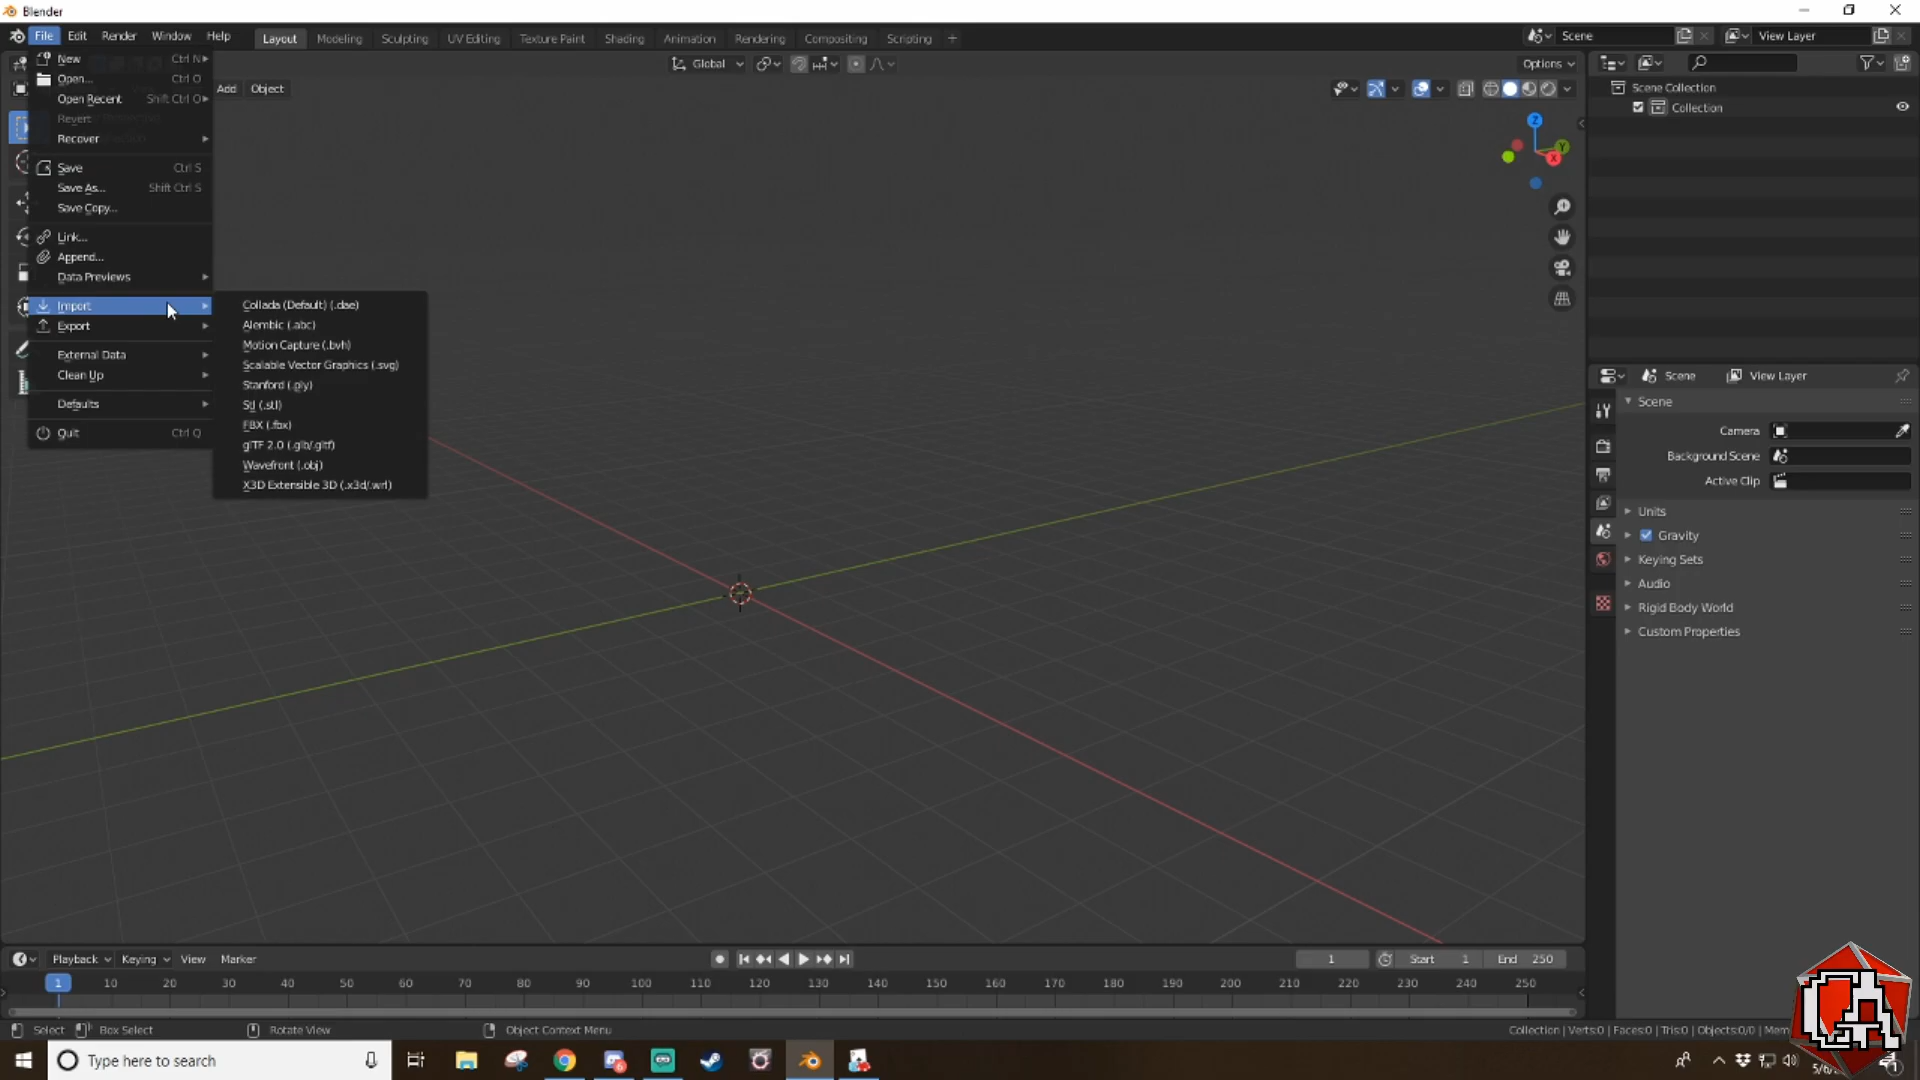 Blender
File Edit Render Window Help Layout Modeling Sculpting UV Editing Texture Paint Shading Animation Rendering Compositing Scripting + Scene View Layer
New Ctrl N
Open... Ctrl O
Open Recent Shift Ctrl O
Revert
Recover
Save Ctrl S
Save As... Shift Ctrl S
Save Copy...
Link...
Append...
Data Previews
Import
Export
External Data
Clean Up
Defaults
Quit Ctrl Q
Collada (Default) (.dae)
Alembic (.abc)
Motion Capture (.bvh)
Scalable Vector Graphics (.svg)
Stanford (.ply)
Stl (.stl)
FBX (.fbx)
glTF 2.0 (.glb/.gltf)
Wavefront (.obj)
X3D Extensible 3D (.x3d/.wrl)
Global Options
Add Object
Z
Y
X
Scene Collection
Collection
Scene View Layer
Scene
Camera
Background Scene
Active Clip
Units
Gravity
Keying Sets
Audio
Rigid Body World
Custom Properties
Playback Keying View Marker 1 Start 1 End 250
1 10 20 30 40 50 60 70 80 90 100 110 120 130 140 150 160 170 180 190 200 210 220 230 240 250
Select Box Select Rotate View Object Context Menu Collection | Verts:0 | Faces:0 | Tris:0 | Objects:0/0 | Mem
Type here to search
6
5/6/
1
CA